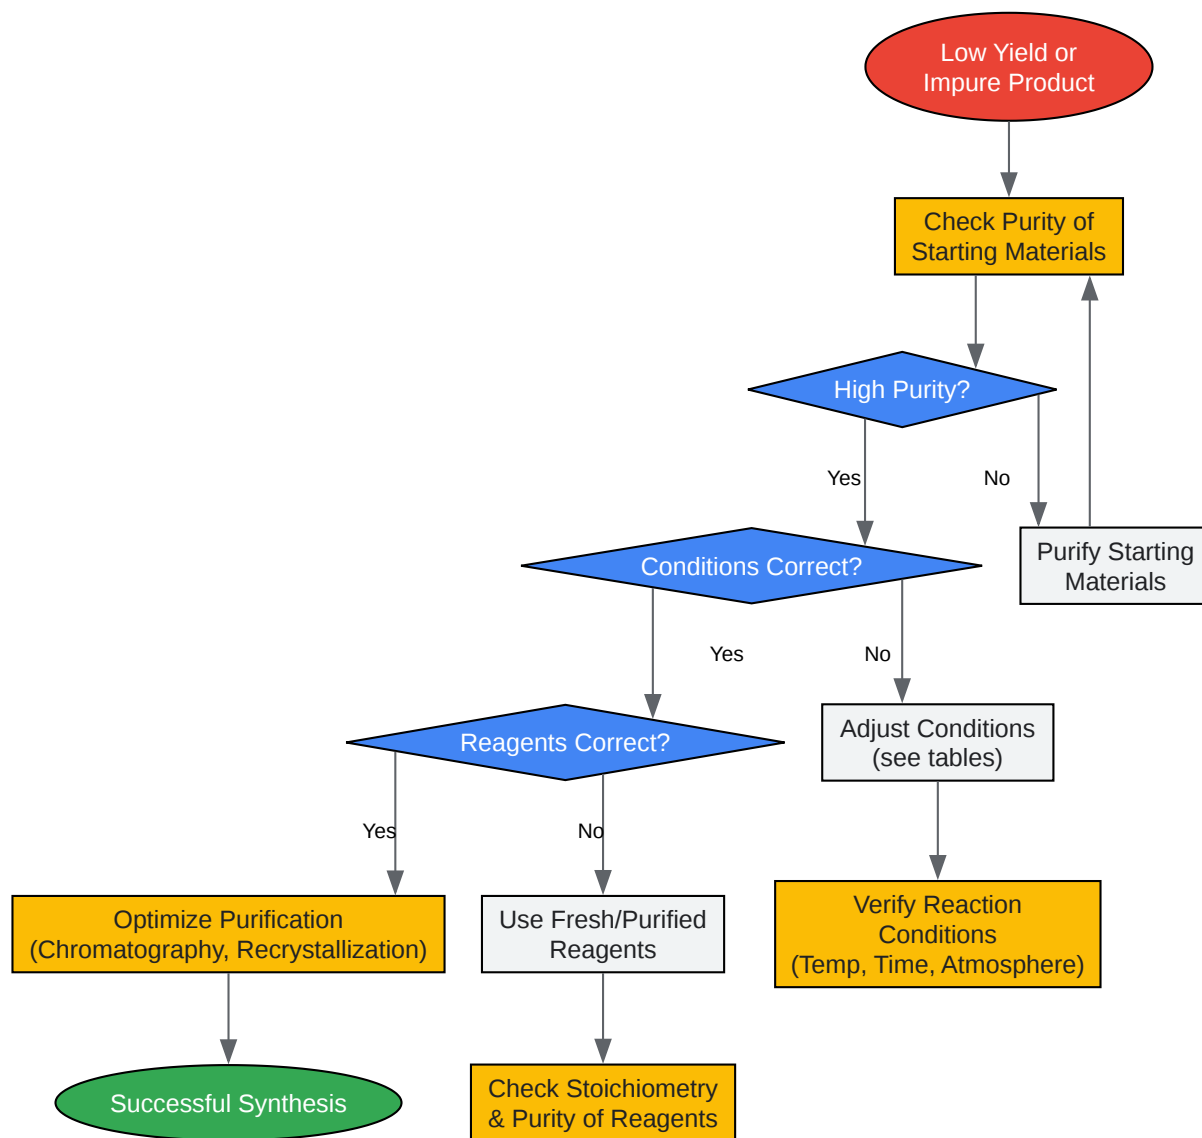 Low Yield or
Impure Product
Check Purity of
Starting Materials
High Purity?
Yes
No
Conditions Correct?
Purify Starting
Materials
Yes
No
Reagents Correct?
Adjust Conditions
(see tables)
Yes
No
Optimize Purification
(Chromatography, Recrystallization)
Use Fresh/Purified
Reagents
Verify Reaction
Conditions
(Temp, Time, Atmosphere)
Successful Synthesis
Check Stoichiometry
& Purity of Reagents